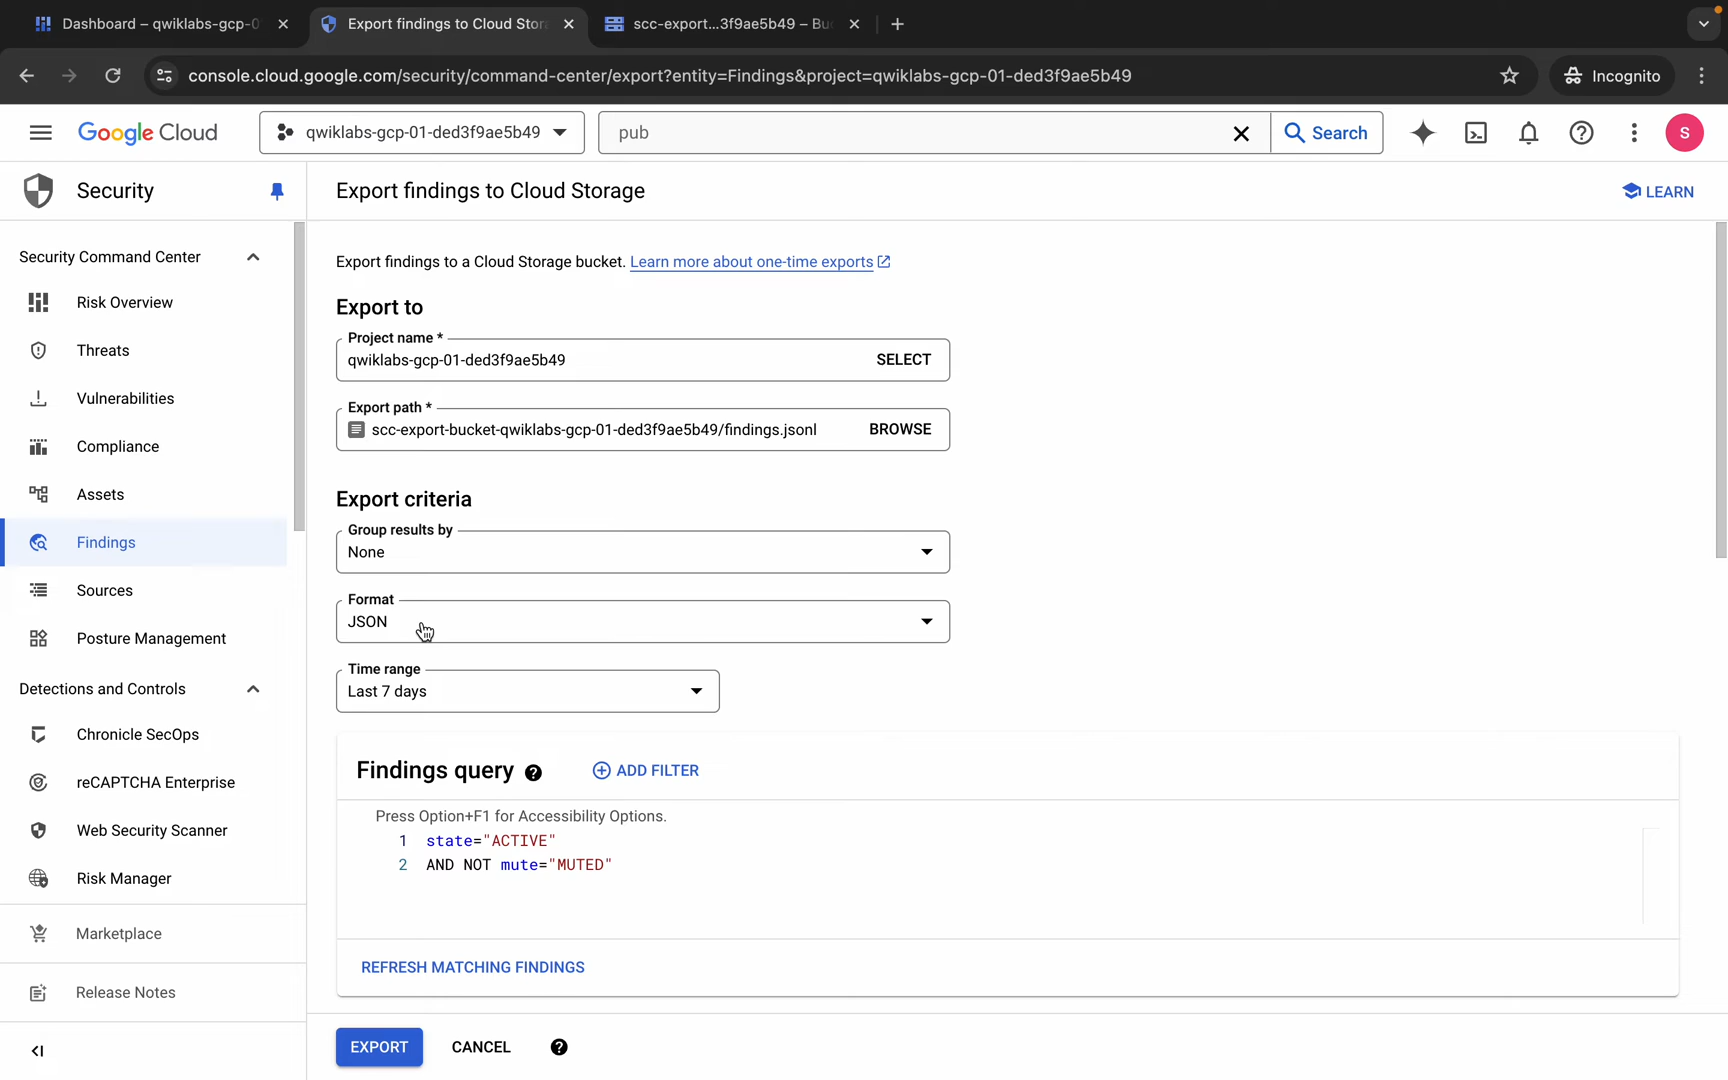 Dashboard – qwiklabs-gcp-0
Export findings to Cloud Stora
scc-export...3f9ae5b49 – Bu
console.cloud.google.com/security/command-center/export?entity=Findings&project=qwiklabs-gcp-01-ded3f9ae5b49
Incognito
Google Cloud
qwiklabs-gcp-01-ded3f9ae5b49
pub
Search
S
Security
Export findings to Cloud Storage
LEARN
Security Command Center
Risk Overview
Threats
Vulnerabilities
Compliance
Assets
Findings
Sources
Posture Management
Detections and Controls
Chronicle SecOps
reCAPTCHA Enterprise
Web Security Scanner
Risk Manager
Marketplace
Release Notes
Export findings to a Cloud Storage bucket. Learn more about one-time exports
Export to
Project name *
qwiklabs-gcp-01-ded3f9ae5b49
SELECT
Export path *
scc-export-bucket-qwiklabs-gcp-01-ded3f9ae5b49/findings.jsonl
BROWSE
Export criteria
Group results by
None
Format
JSON
Time range
Last 7 days
Findings query
ADD FILTER
Press Option+F1 for Accessibility Options.
1 state="ACTIVE"
2 AND NOT mute="MUTED"
REFRESH MATCHING FINDINGS
EXPORT
CANCEL